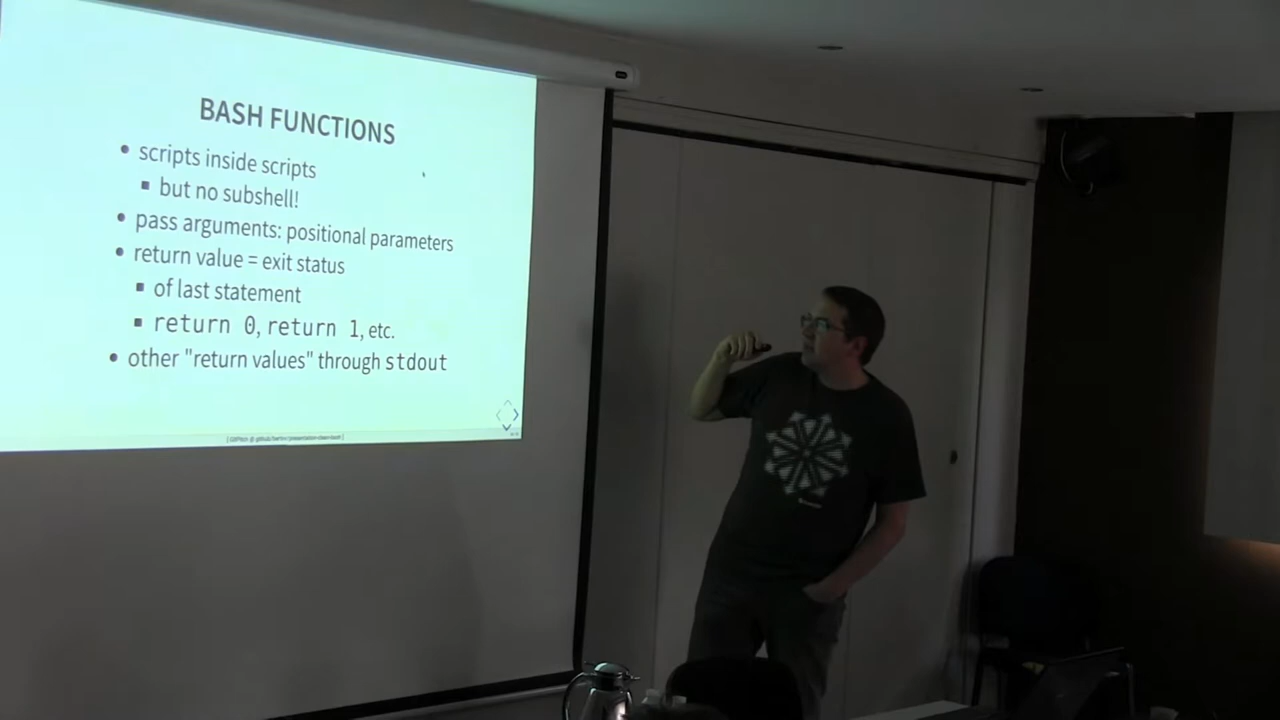 BASH FUNCTIONS
• scripts inside scripts
▪ but no subshell!
• pass arguments: positional parameters
• return value = exit status
▪ of last statement
▪ return 0, return 1, etc.
• other "return values" through stdout